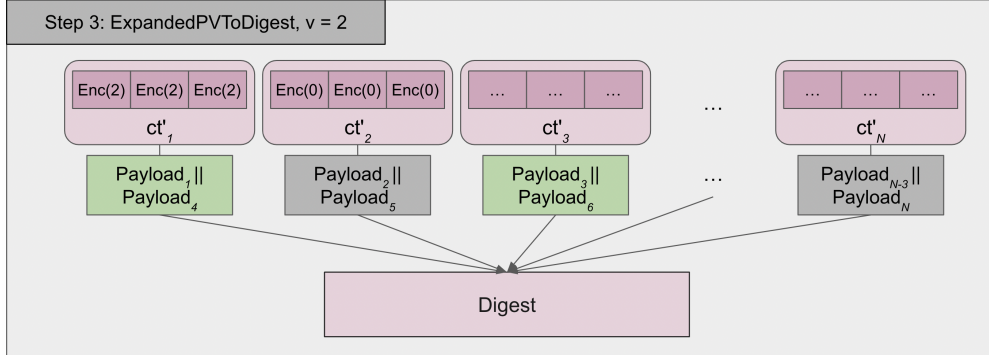 Step 3: ExpandedPVToDigest, v = 2
Enc(2) Enc(2) Enc(2) Enc(0) Enc(0) Enc(0) ... ... ... ... ... ... ...
ct'1 ct'2 ct'3 ct'N
Payload1|| Payload2|| Payload3|| ... PayloadN-3||
Payload4 Payload5 Payload6 PayloadN
Digest